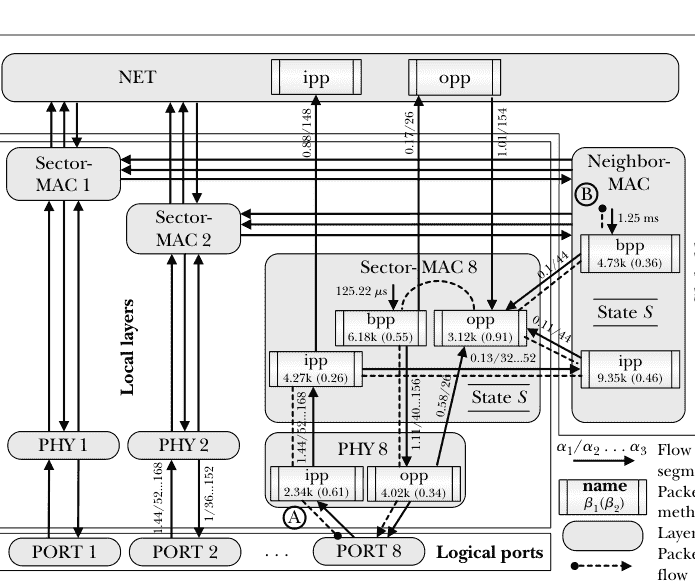 NET
ipp
opp
0.88/148
0.17/26
1.01/154
Sector-
MAC 1
Sector-
MAC 2
Neighbor-
MAC
B
1.25 ms
bpp
4.73k (0.36)
0.1/44
State S
0.11/44
ipp
9.35k (0.46)
Sector- MAC 8
125.22 μs
bpp
6.18k (0.55)
opp
3.12k (0.91)
0.13/32...52
ipp
4.27k (0.26)
State S
Local layers
1.44/52...168
1.11/40...156
PHY 1
PHY 2
PHY 8
ipp
2.34k (0.61)
opp
4.02k (0.34)
A
1.44/52...168
1/36...152
PORT 1
PORT 2
. . .
PORT 8
Logical ports
α1/α2 . . . α3
Flow
segm
name
β1(β2)
Packe
meth
Layer
Packe
flow